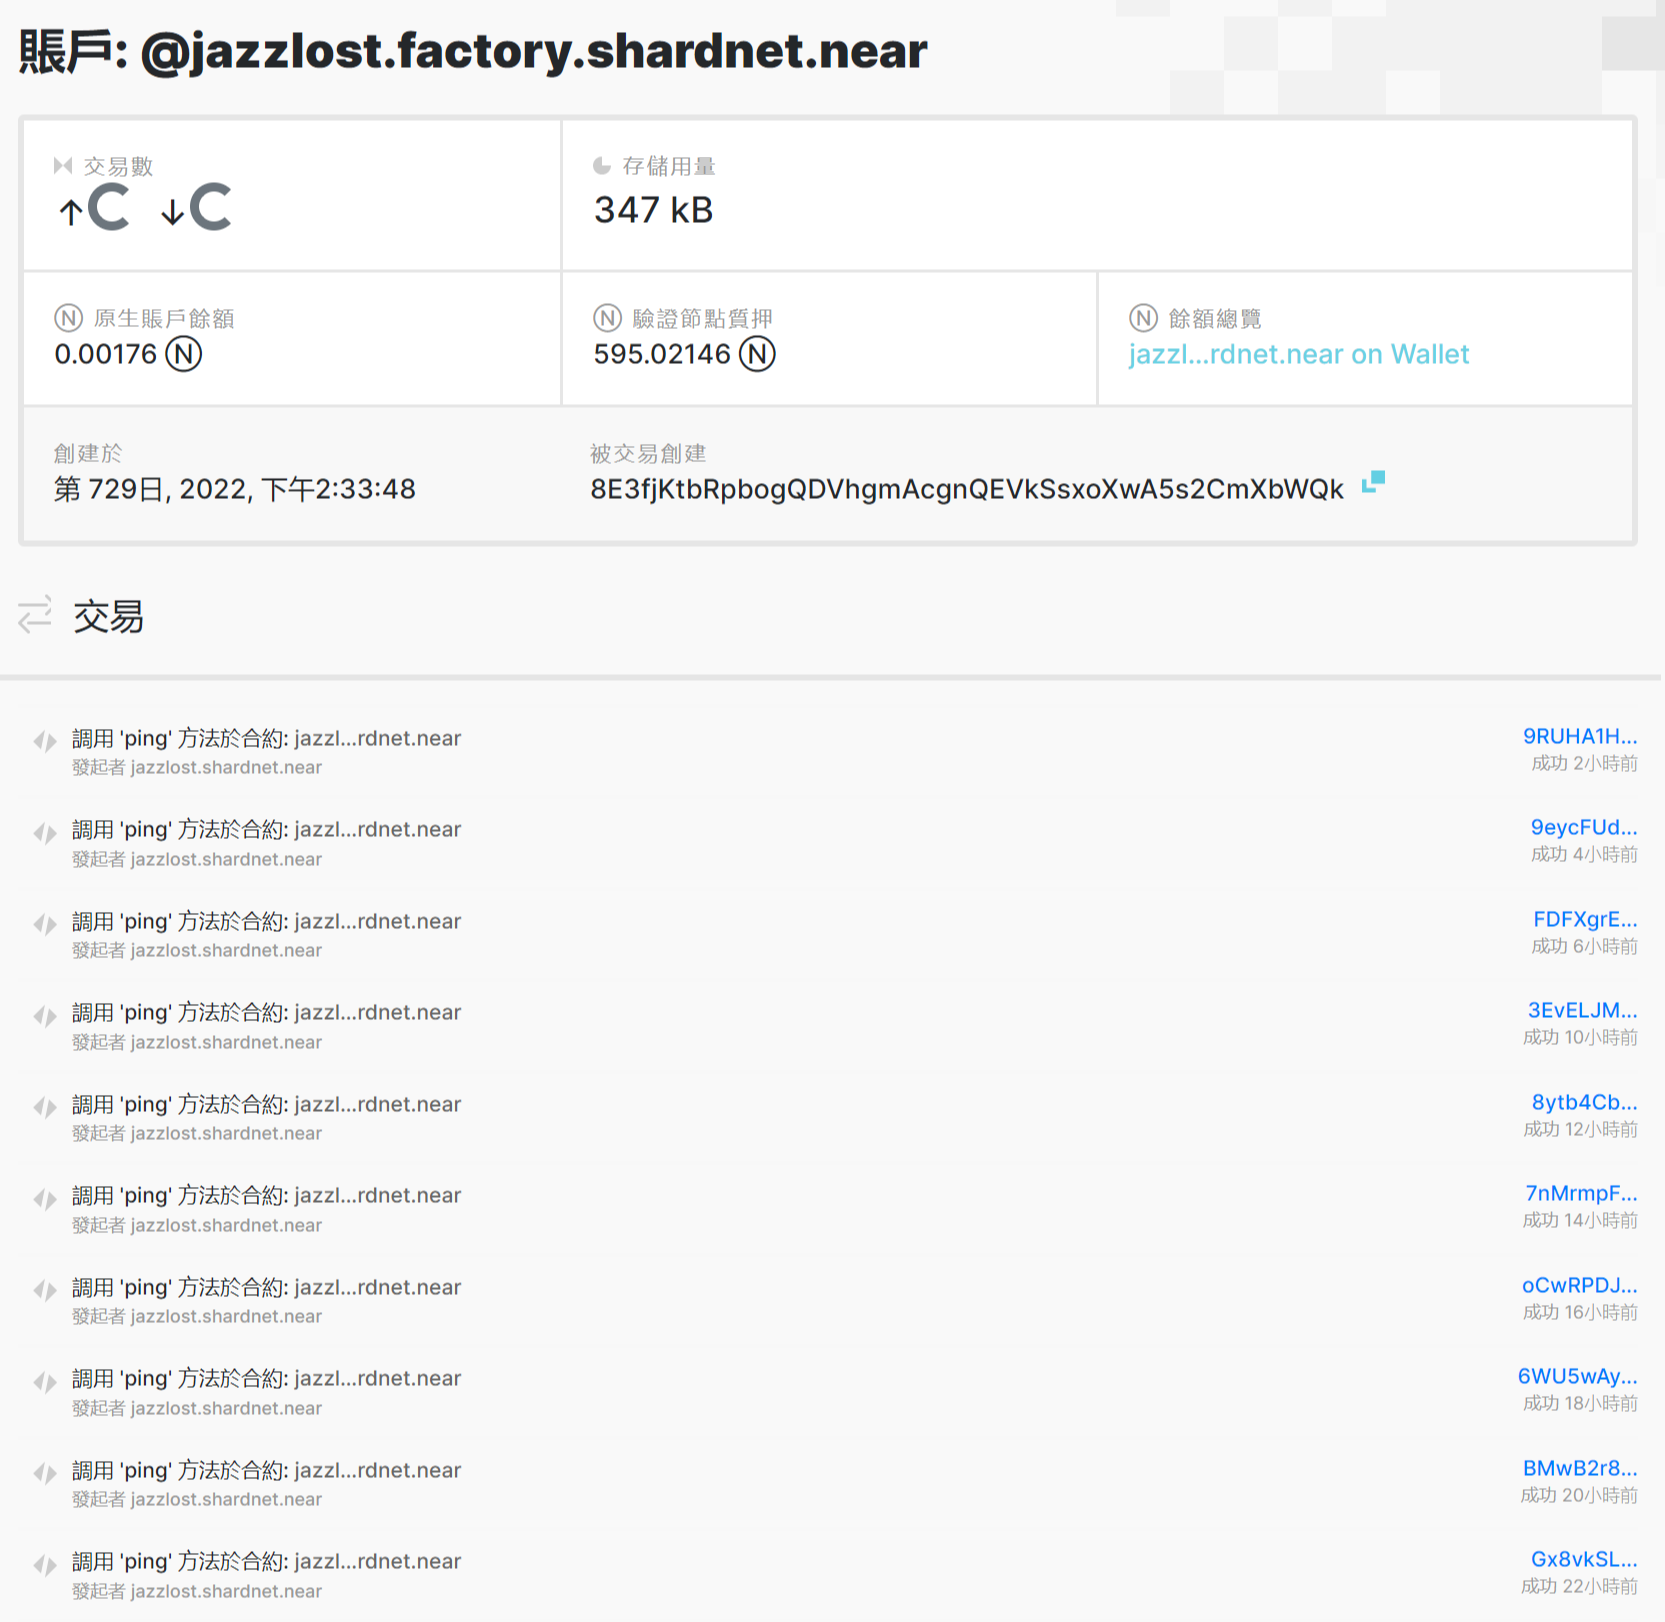 賬戶: @jazzlost.factory.shardnet.near
交易數
↑ ↓
存儲用量
347 kB
原生賬戶餘額
0.00176 N
驗證節點質押
595.02146 N
餘額總覽
jazzl...rdnet.near on Wallet
創建於
第 729日, 2022, 下午2:33:48
被交易創建
8E3fjKtbRpbogQDVhgmAcgnQEVkSsxoXwA5s2CmXbWQk
交易
調用 'ping' 方法於合約: jazzl...rdnet.near
9RUHA1H...
發起者 jazzlost.shardnet.near
成功 2小時前
調用 'ping' 方法於合約: jazzl...rdnet.near
9eycFUd...
發起者 jazzlost.shardnet.near
成功 4小時前
調用 'ping' 方法於合約: jazzl...rdnet.near
FDFXgrE...
發起者 jazzlost.shardnet.near
成功 6小時前
調用 'ping' 方法於合約: jazzl...rdnet.near
3EvELJM...
發起者 jazzlost.shardnet.near
成功 10小時前
調用 'ping' 方法於合約: jazzl...rdnet.near
8ytb4Cb...
發起者 jazzlost.shardnet.near
成功 12小時前
調用 'ping' 方法於合約: jazzl...rdnet.near
7nMrmpF...
發起者 jazzlost.shardnet.near
成功 14小時前
調用 'ping' 方法於合約: jazzl...rdnet.near
oCwRPDJ...
發起者 jazzlost.shardnet.near
成功 16小時前
調用 'ping' 方法於合約: jazzl...rdnet.near
6WU5wAy...
發起者 jazzlost.shardnet.near
成功 18小時前
調用 'ping' 方法於合約: jazzl...rdnet.near
BMwB2r8...
發起者 jazzlost.shardnet.near
成功 20小時前
調用 'ping' 方法於合約: jazzl...rdnet.near
Gx8vkSL...
發起者 jazzlost.shardnet.near
成功 22小時前